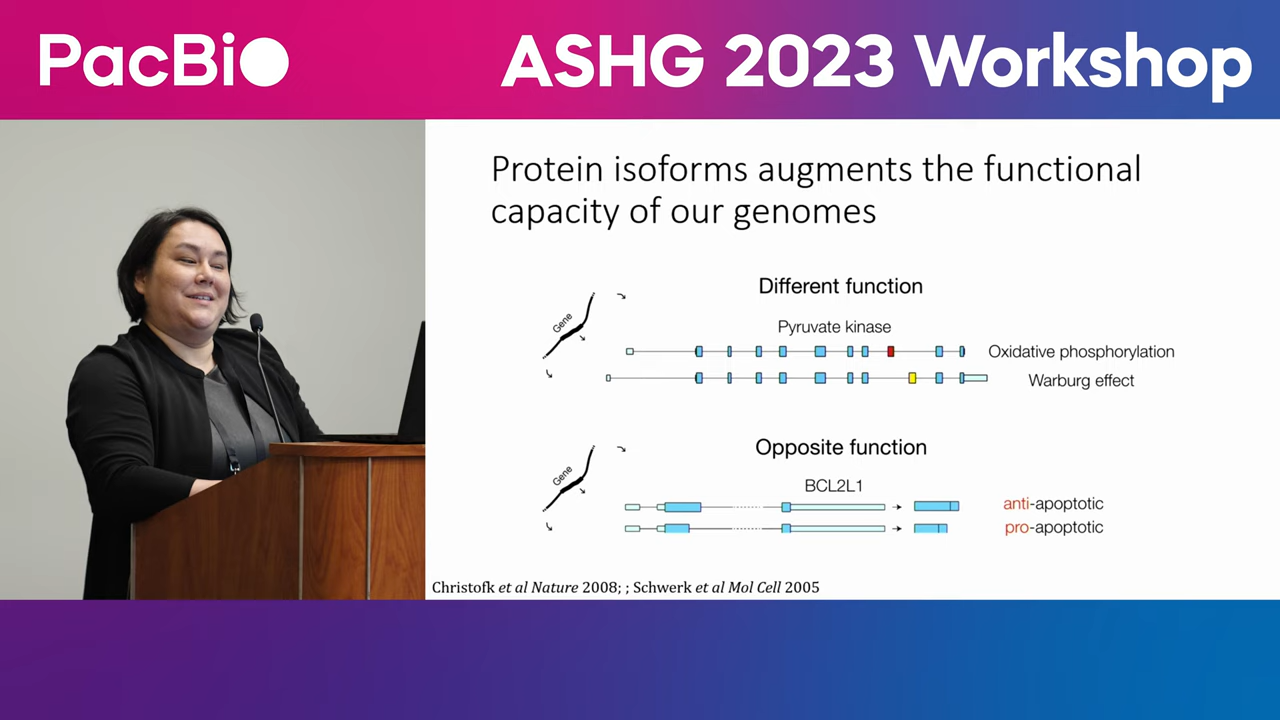 PacBio
ASHG 2023 Workshop
Protein isoforms augments the functional
capacity of our genomes
Different function
Gene
Pyruvate kinase
Oxidative phosphorylation
Warburg effect
Opposite function
Gene
BCL2L1
anti-apoptotic
pro-apoptotic
Christofk et al Nature 2008; ; Schwerk et al Mol Cell 2005